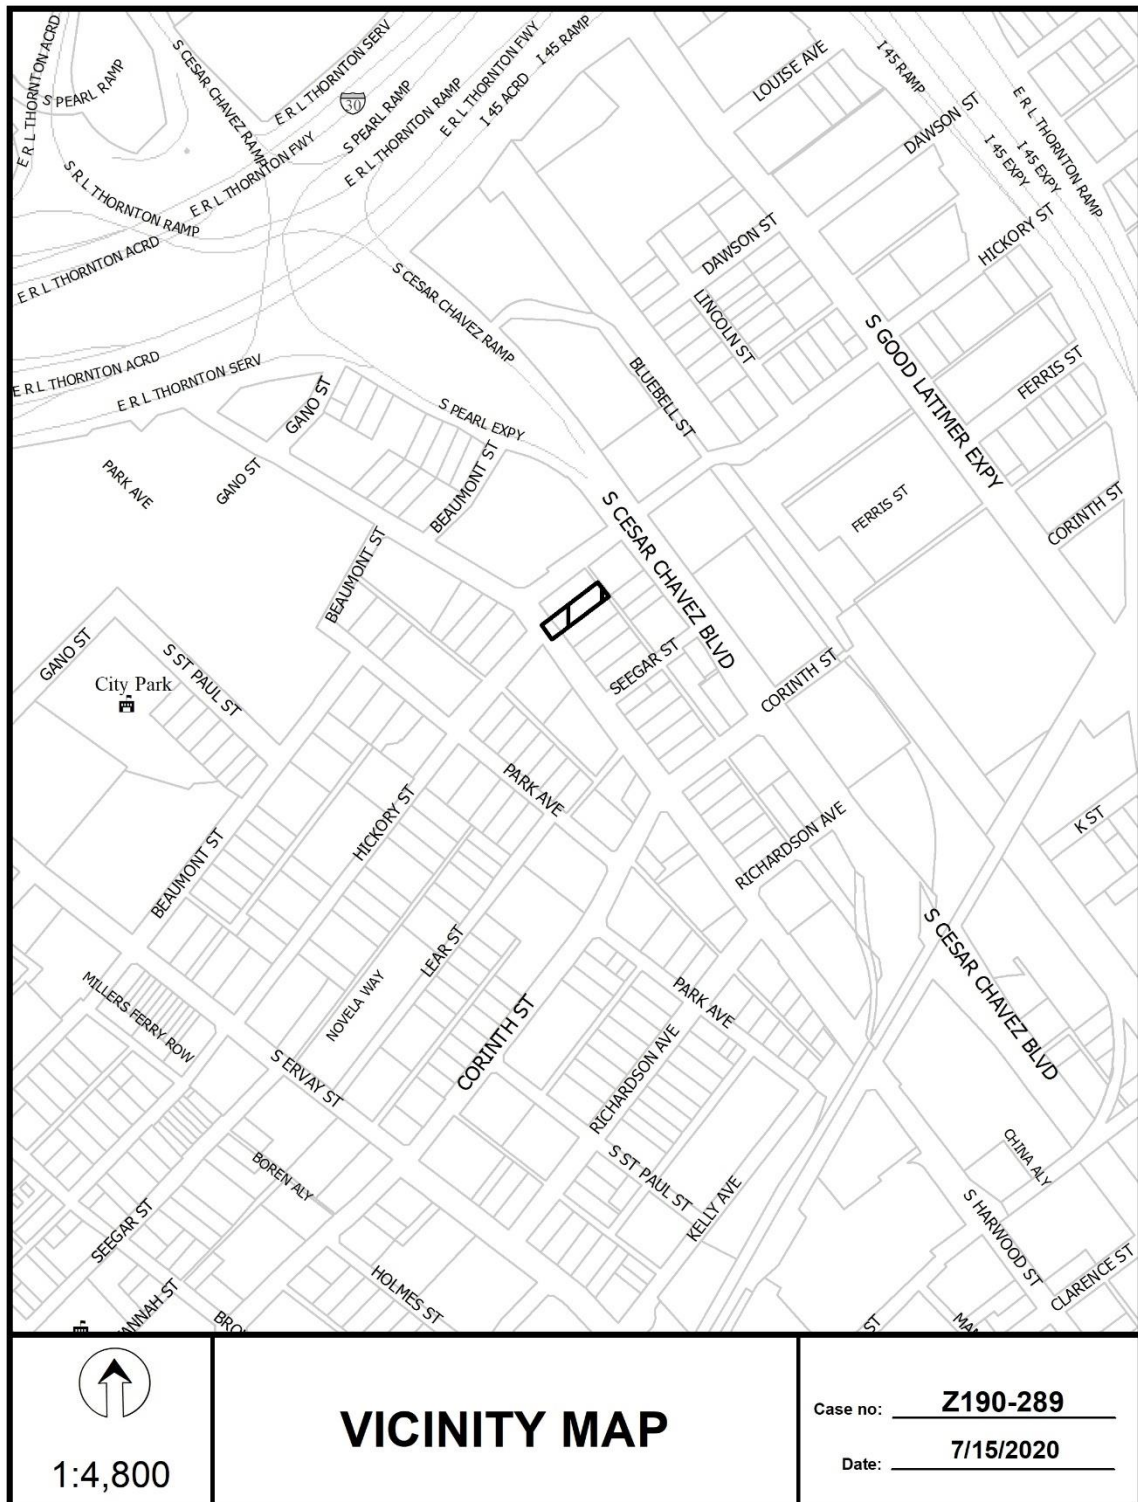 E R L THORNTON ACRD
S PEARL RAMP
S CESAR CHAVEZ RAMP
E R L THORNTON SERV
30
S PEARL RAMP
E R L THORNTON RAMP
E R L THORNTON FWY
I 45 ACRD
I 45 RAMP
LOUISE AVE
I 45 RAMP
DAWSON ST
E R L THORNTON RAMP
I 45 EXPY
I 45 EXPY
HICKORY ST
S R L THORNTON RAMP
E R L THORNTON FWY
E R L THORNTON ACRD
S CESAR CHAVEZ RAMP
DAWSON ST
LINCOLN ST
S GOOD LATIMER EXPY
FERRIS ST
E R L THORNTON ACRD
E R L THORNTON SERV
GANO ST
S PEARL EXPY
BLUEBELL ST
PARK AVE
GANO ST
BEAUMONT ST
S CESAR CHAVEZ BLVD
FERRIS ST
CORINTH ST
BEAUMONT ST
GANO ST
S ST PAUL ST
City Park
SEEGAR ST
CORINTH ST
PARK AVE
HICKORY ST
RICHARDSON AVE
K ST
BEAUMONT ST
LEAR ST
NOVELA WAY
S CESAR CHAVEZ BLVD
MILLERS FERRY ROW
PARK AVE
CORINTH ST
RICHARDSON AVE
S ERVAY ST
BOREN ALY
S ST PAUL ST
KELLY AVE
CHINA ALY
SEEGAR ST
S HARWOOD ST
CLARENCE ST
HOLMES ST
ANNAH ST
BRO
ST
MA
1:4,800
VICINITY MAP
Case no: Z190-289
Date: 7/15/2020